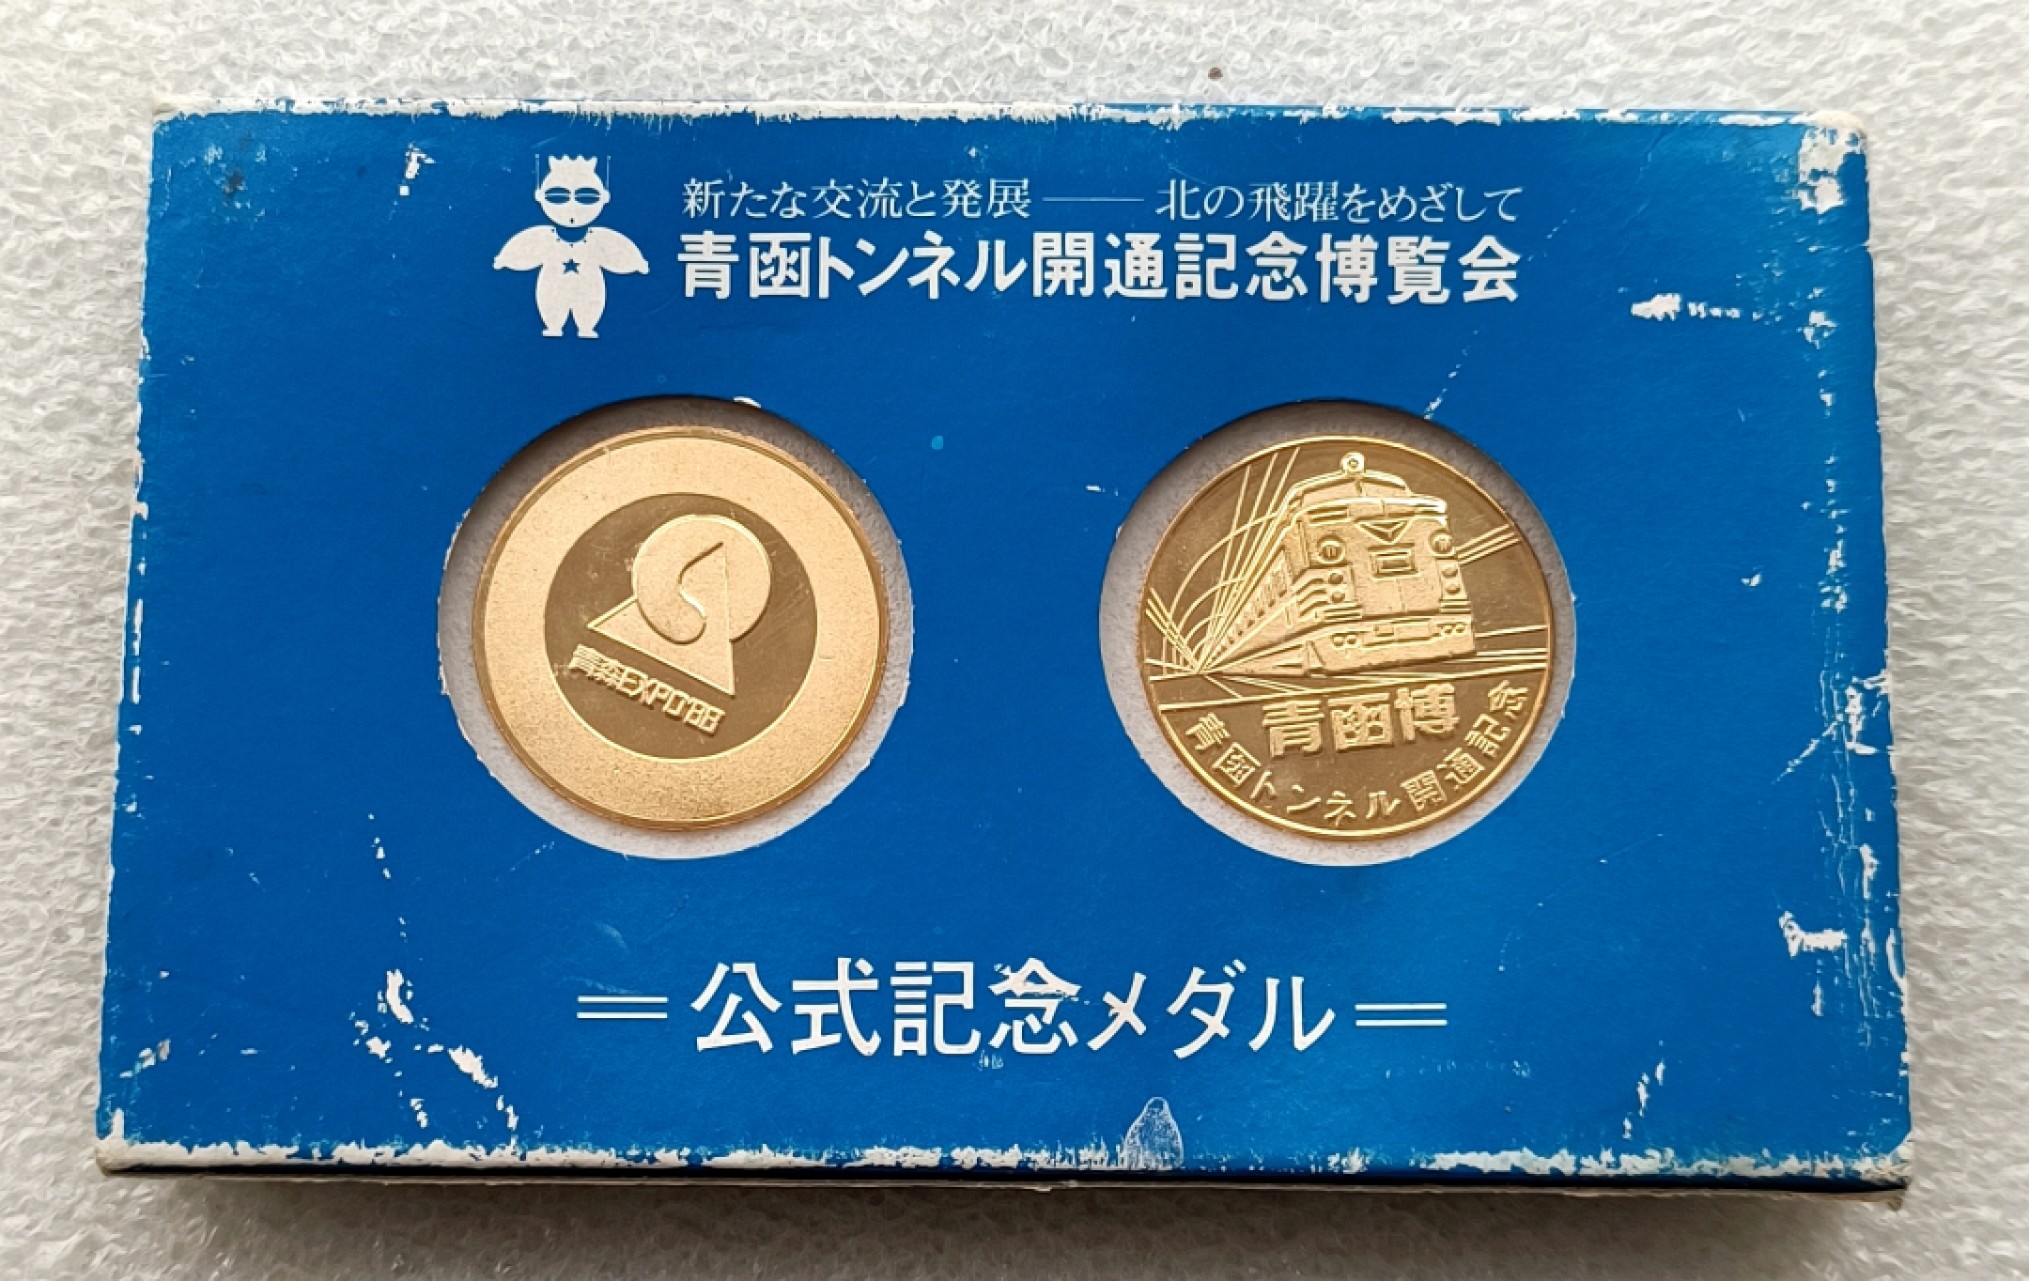 新たな交流と発展――北の飛躍をめざして
青函トンネル開通記念博覧会
青森EXPO'88
青函博
青函トンネル開通記念
公式記念メダル